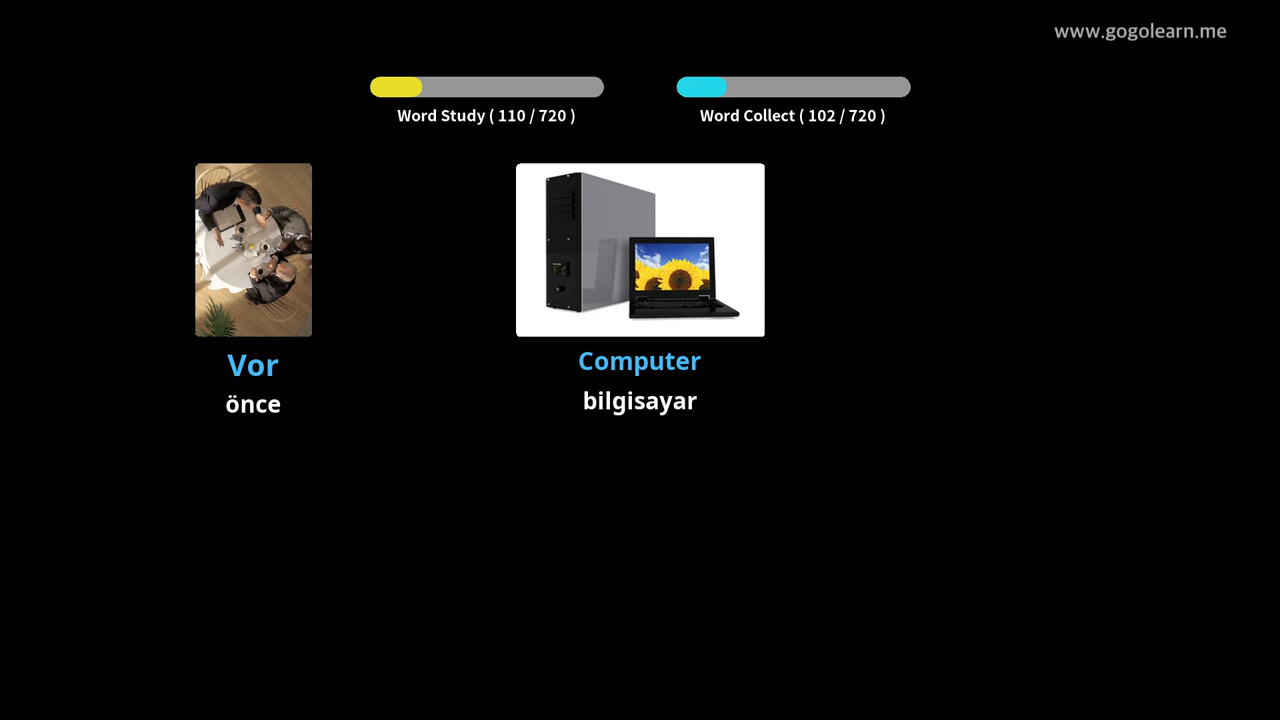 www.gogolearn.me
Word Study ( 110 / 720 )
Word Collect ( 102 / 720 )
Vor
önce
Computer
bilgisayar